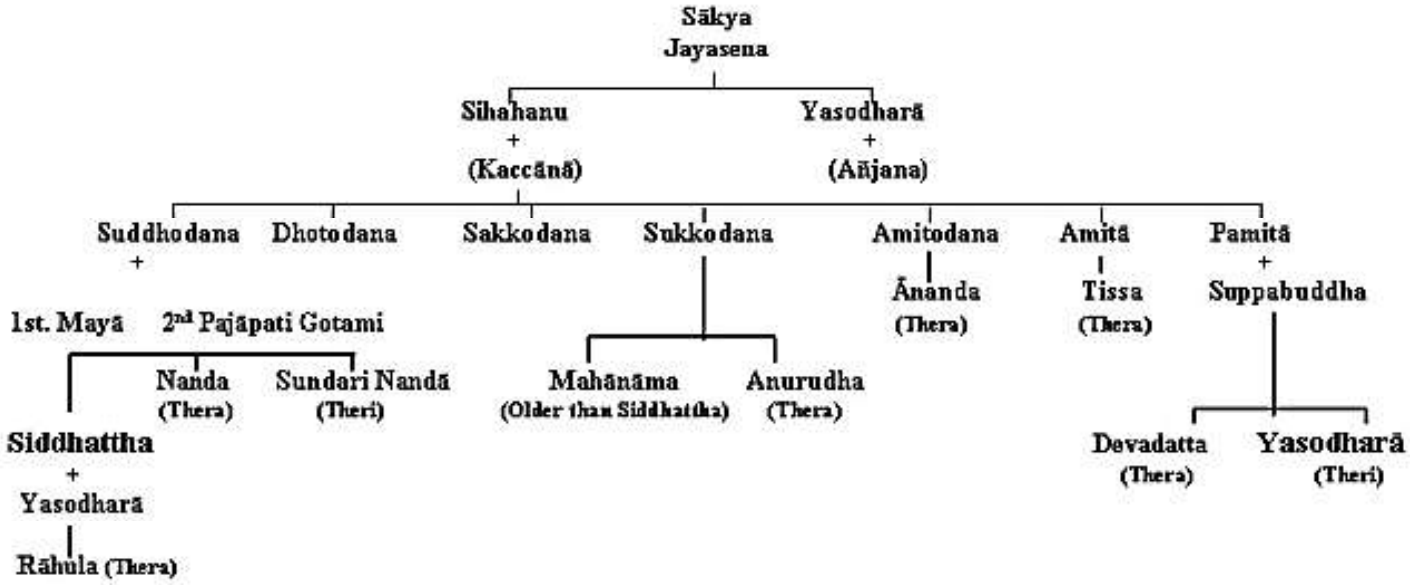 Sākya
Jayasena
Sihahanu Yasodharā
+ +
(Kaccānā) (Añjana)
Suddhodana Dhotodana Sakkodana Sukkodana Amitodana Amitā Pamitā
+ +
Ānanda Tissa Suppabuddha
(Thera) (Thera)
1st. Mayā 2nd Pajāpati Gotami
Nanda Sundari Nandā Mahānāma Anurudha
(Thera) (Theri) (Older than Siddhattha) (Thera)
Siddhattha Devadatta Yasodharā
+ (Thera) (Theri)
Yasodharā
Rāhula (Thera)